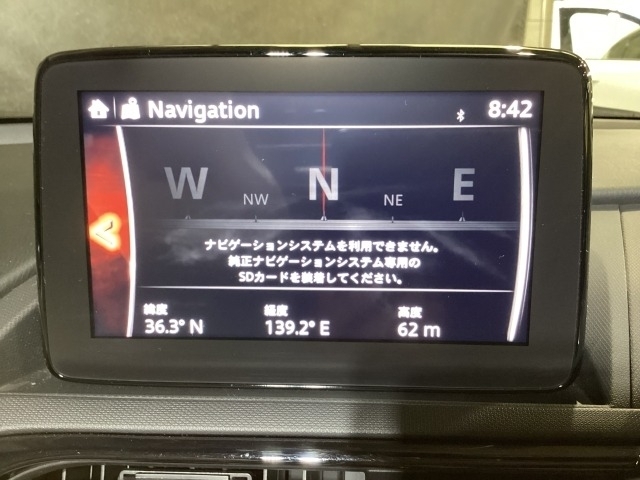 Navigation
8:42
W NW N NE E
ナビゲーションシステムを利用できません。
純正ナビゲーションシステム専用の
SDカードを装着してください。
緯度 経度 高度
36.3° N 139.2° E 62 m